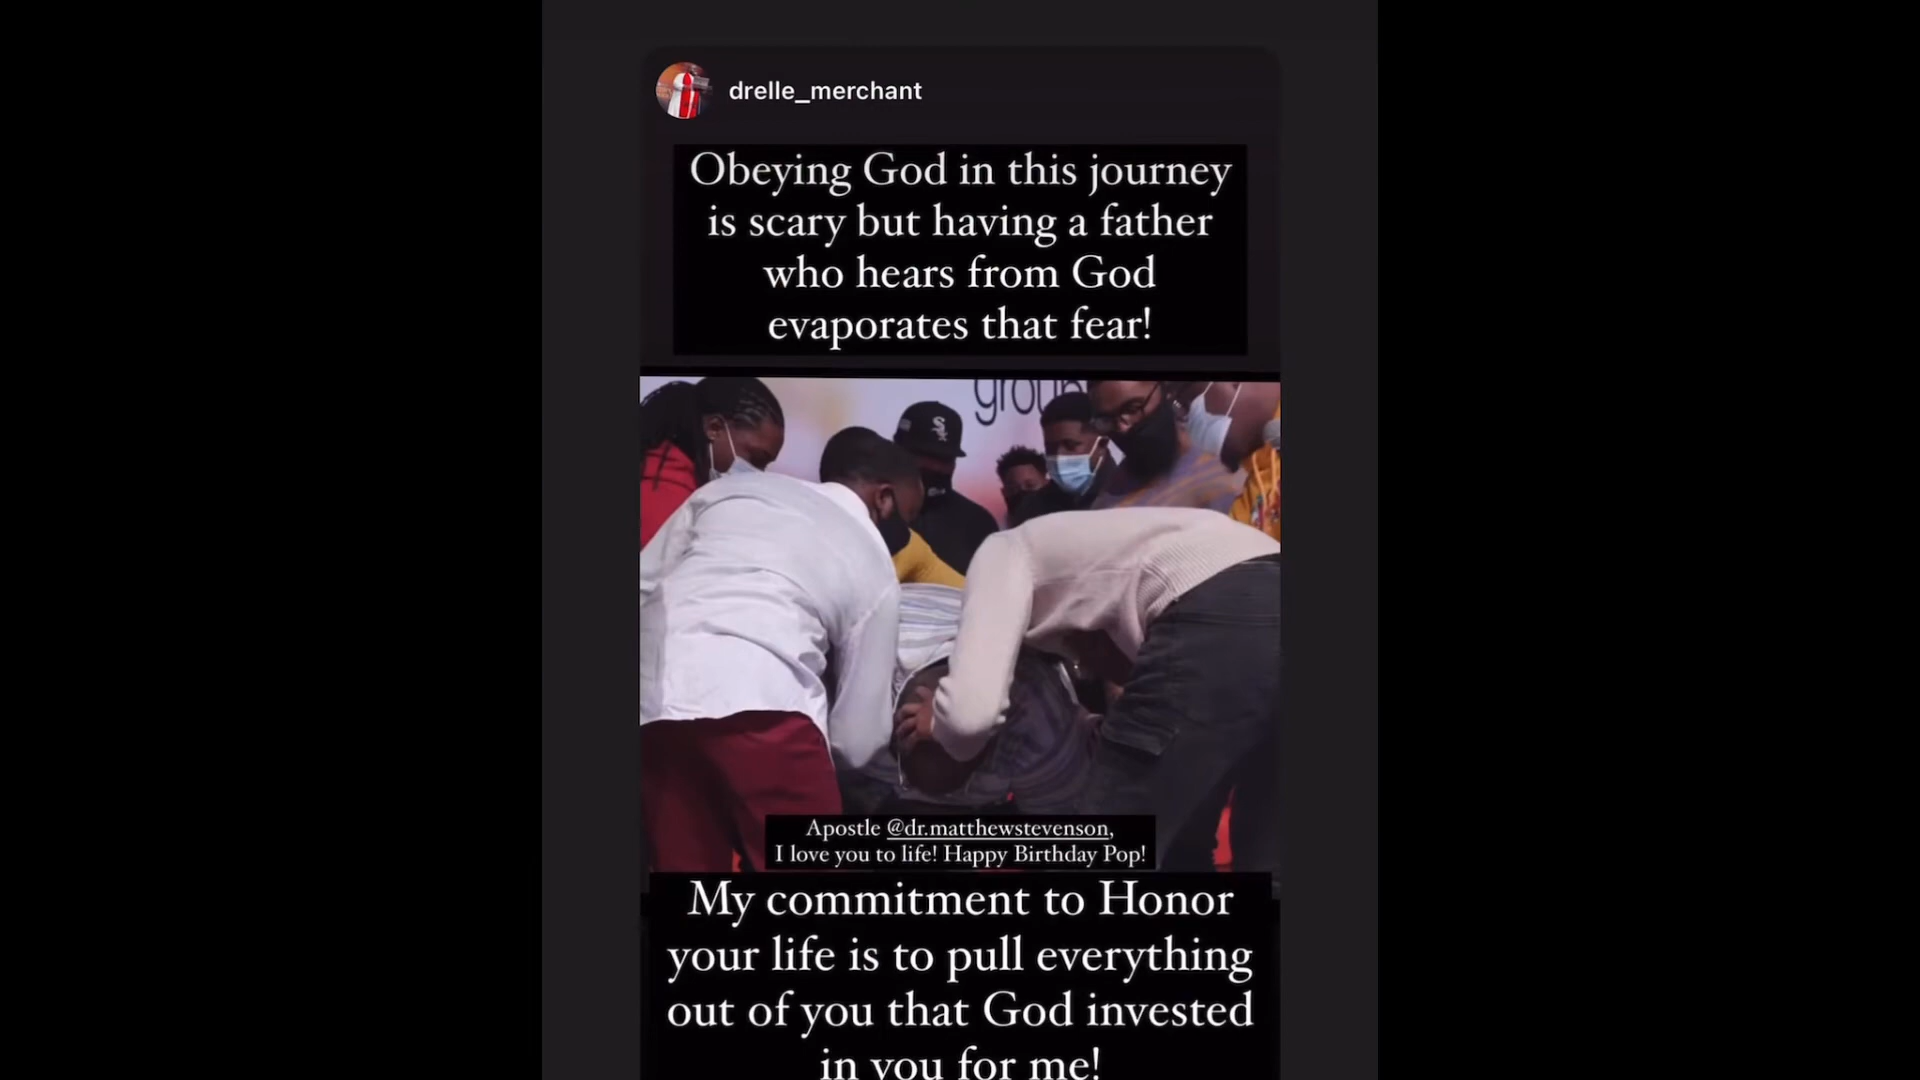 drelle_merchant
Obeying God in this journey
is scary but having a father
who hears from God
evaporates that fear!
group
Apostle @dr.matthewstevenson,
I love you to life! Happy Birthday Pop!
My commitment to Honor
your life is to pull everything
out of you that God invested
in you for me!